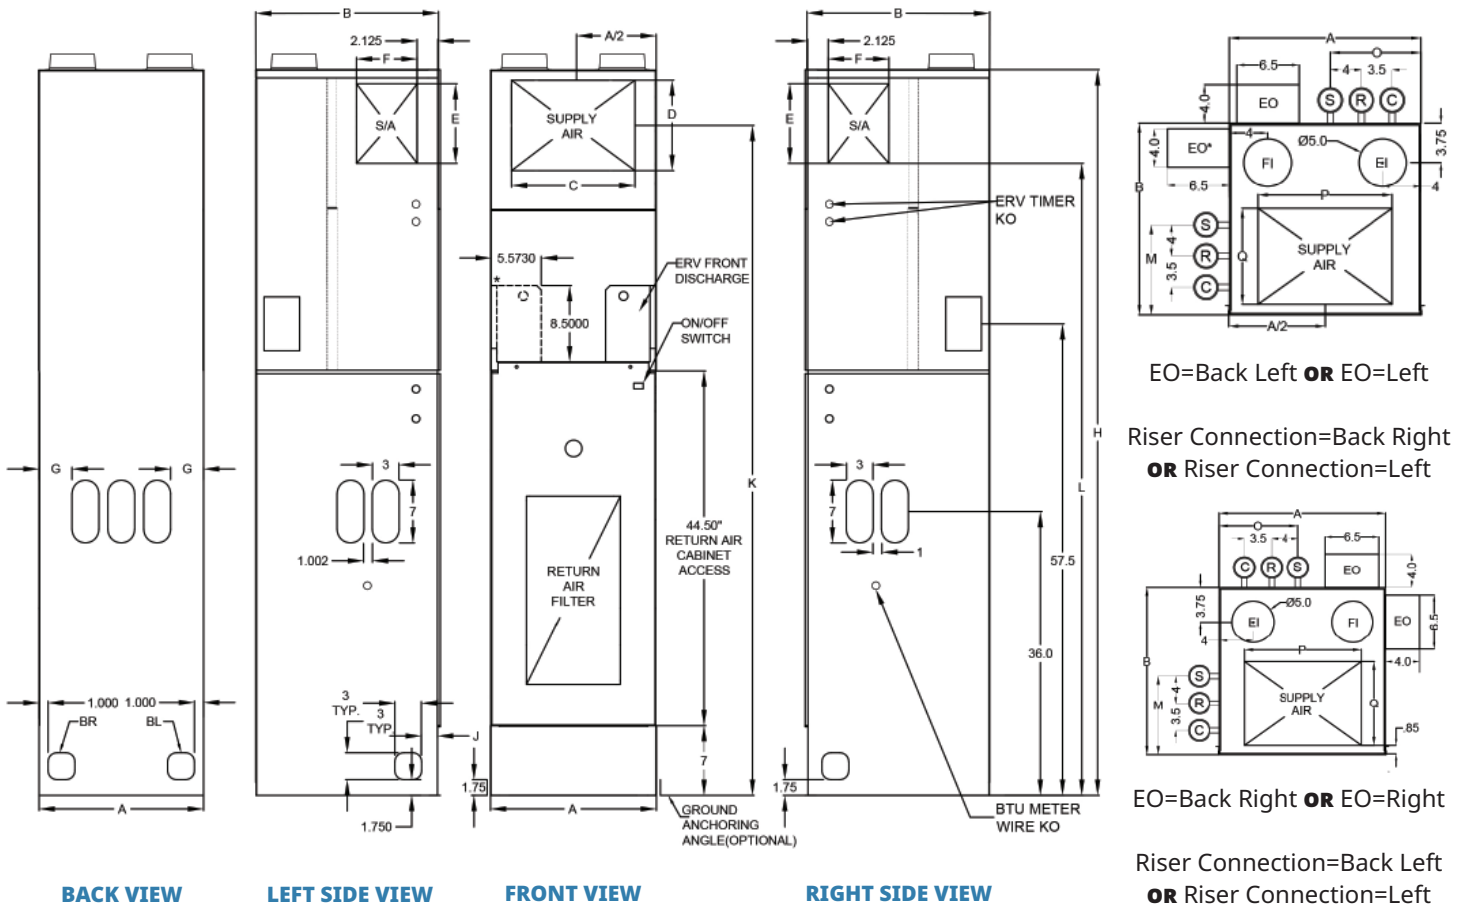 B
2.125
F
E
S/A
G
G
3
7
1.002
1.000 1.000
BR
BL
A
BACK VIEW
3
TYP.
3
TYP.
J
1.750
LEFT SIDE VIEW
A/2
SUPPLY
AIR
D
C
5.5730
*
8.5000
ERV FRONT
DISCHARGE
ON/OFF
SWITCH
K
44.50"
RETURN AIR
CABINET
ACCESS
RETURN
AIR
FILTER
7
1.75
A
GROUND
ANCHORING
ANGLE(OPTIONAL)
FRONT VIEW
B
2.125
F
E
S/A
ERV TIMER
KO
H
L
3
7
1
57.5
36.0
1.75
BTU METER
WIRE KO
RIGHT SIDE VIEW
A
O
6.5
4
3.5
4.0
EO
S
R
C
4
Ø5.0
3.75
4.0
EO*
FI
EI
6.5
4
B
P
S
4
M
R
Q
SUPPLY
AIR
3.5
C
A/2
EO=Back Left OR EO=Left
Riser Connection=Back Right
OR Riser Connection=Left
A
O
3.5
4
6.5
C
R
S
EO
4.0
3.75
Ø5.0
EI
FI
EO
6.5
4
P
4.0
B
S
4
M
R
SUPPLY
AIR
Q
3.5
C
.85
EO=Back Right OR EO=Right
Riser Connection=Back Left
OR Riser Connection=Left